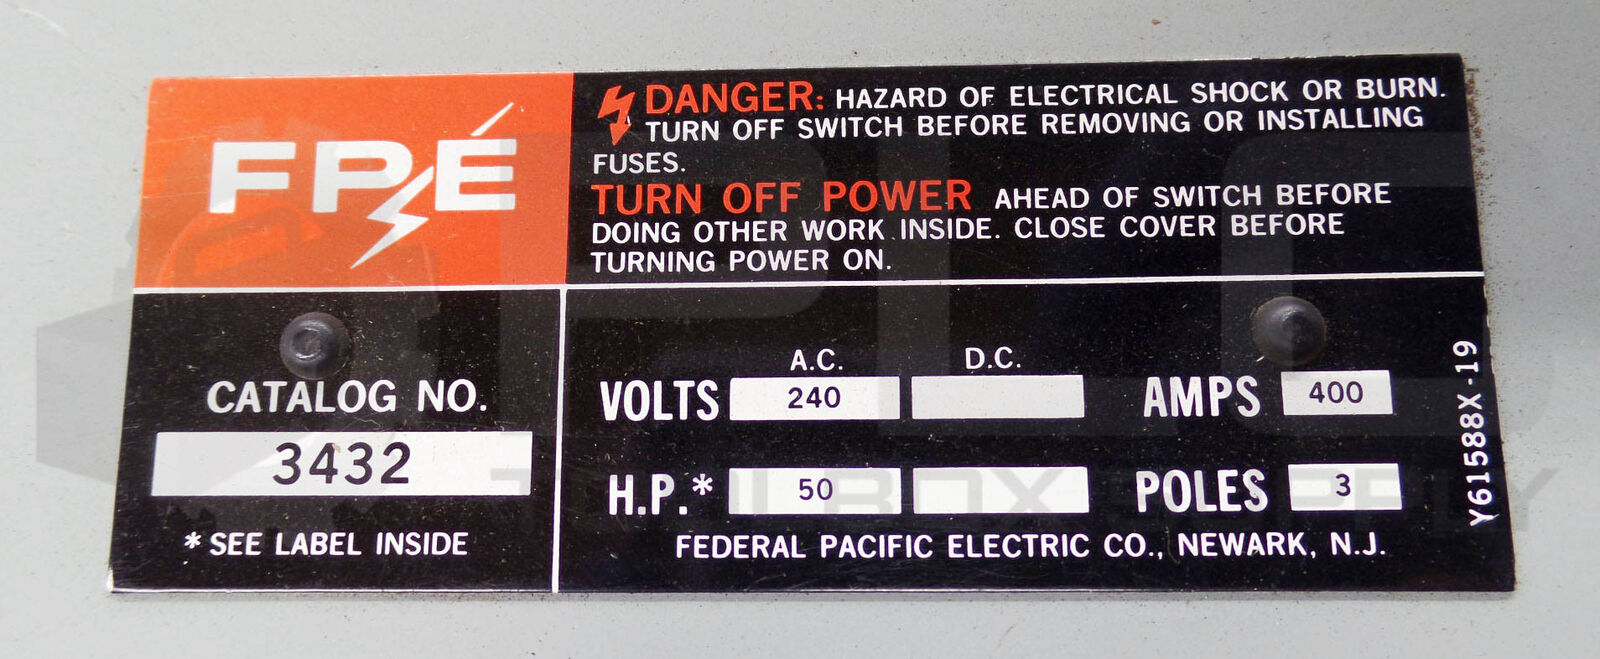 FPE
DANGER: HAZARD OF ELECTRICAL SHOCK OR BURN.
TURN OFF SWITCH BEFORE REMOVING OR INSTALLING
FUSES.
TURN OFF POWER AHEAD OF SWITCH BEFORE
DOING OTHER WORK INSIDE. CLOSE COVER BEFORE
TURNING POWER ON.
CATALOG NO.
3432
* SEE LABEL INSIDE
A.C. D.C.
VOLTS 240 AMPS 400
H.P.* 50 POLES 3
FEDERAL PACIFIC ELECTRIC CO., NEWARK, N.J.
Y61588X-19